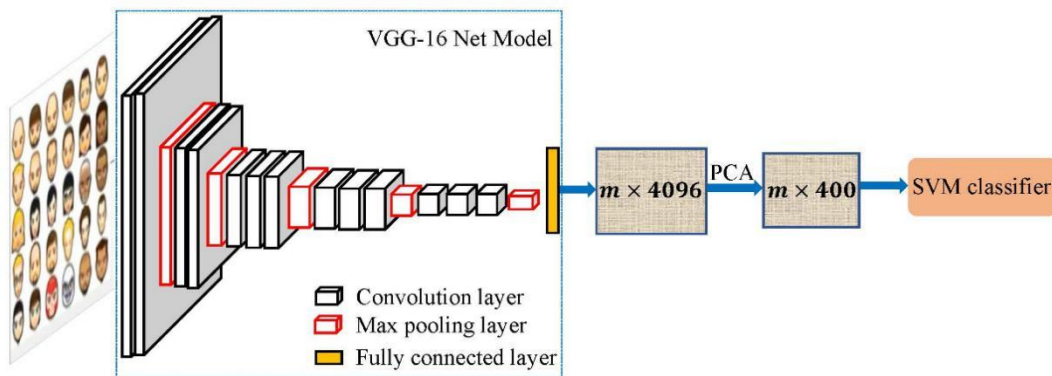 VGG-16 Net Model
m × 4096
PCA
m × 400
SVM classifier
Convolution layer
Max pooling layer
Fully connected layer